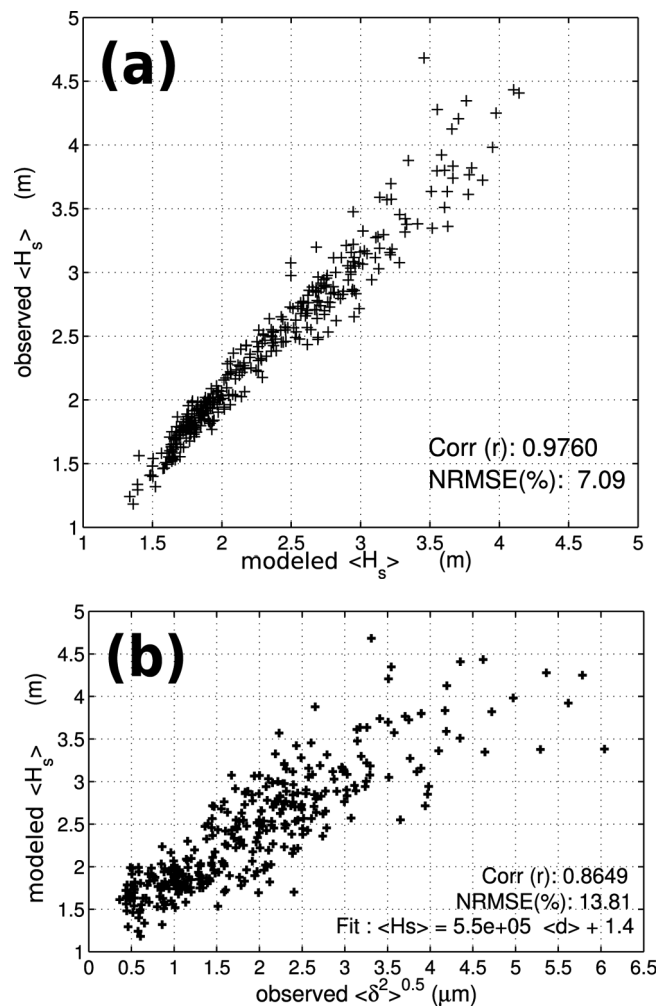 (a)
5
4.5
4
3.5
3
2.5
2
1.5
1
observed <Hs> (m)
Corr (r): 0.9760
NRMSE(%): 7.09
1 1.5 2 2.5 3 3.5 4 4.5 5
modeled <Hs> (m)
(b)
5
4.5
4
3.5
3
2.5
2
1.5
1
modeled <Hs> (m)
Corr (r): 0.8649
NRMSE(%): 13.81
Fit : <Hs> = 5.5e+05 <d> + 1.4
0 0.5 1 1.5 2 2.5 3 3.5 4 4.5 5 5.5 6 6.5
observed <δ²>^0.5 (μm)